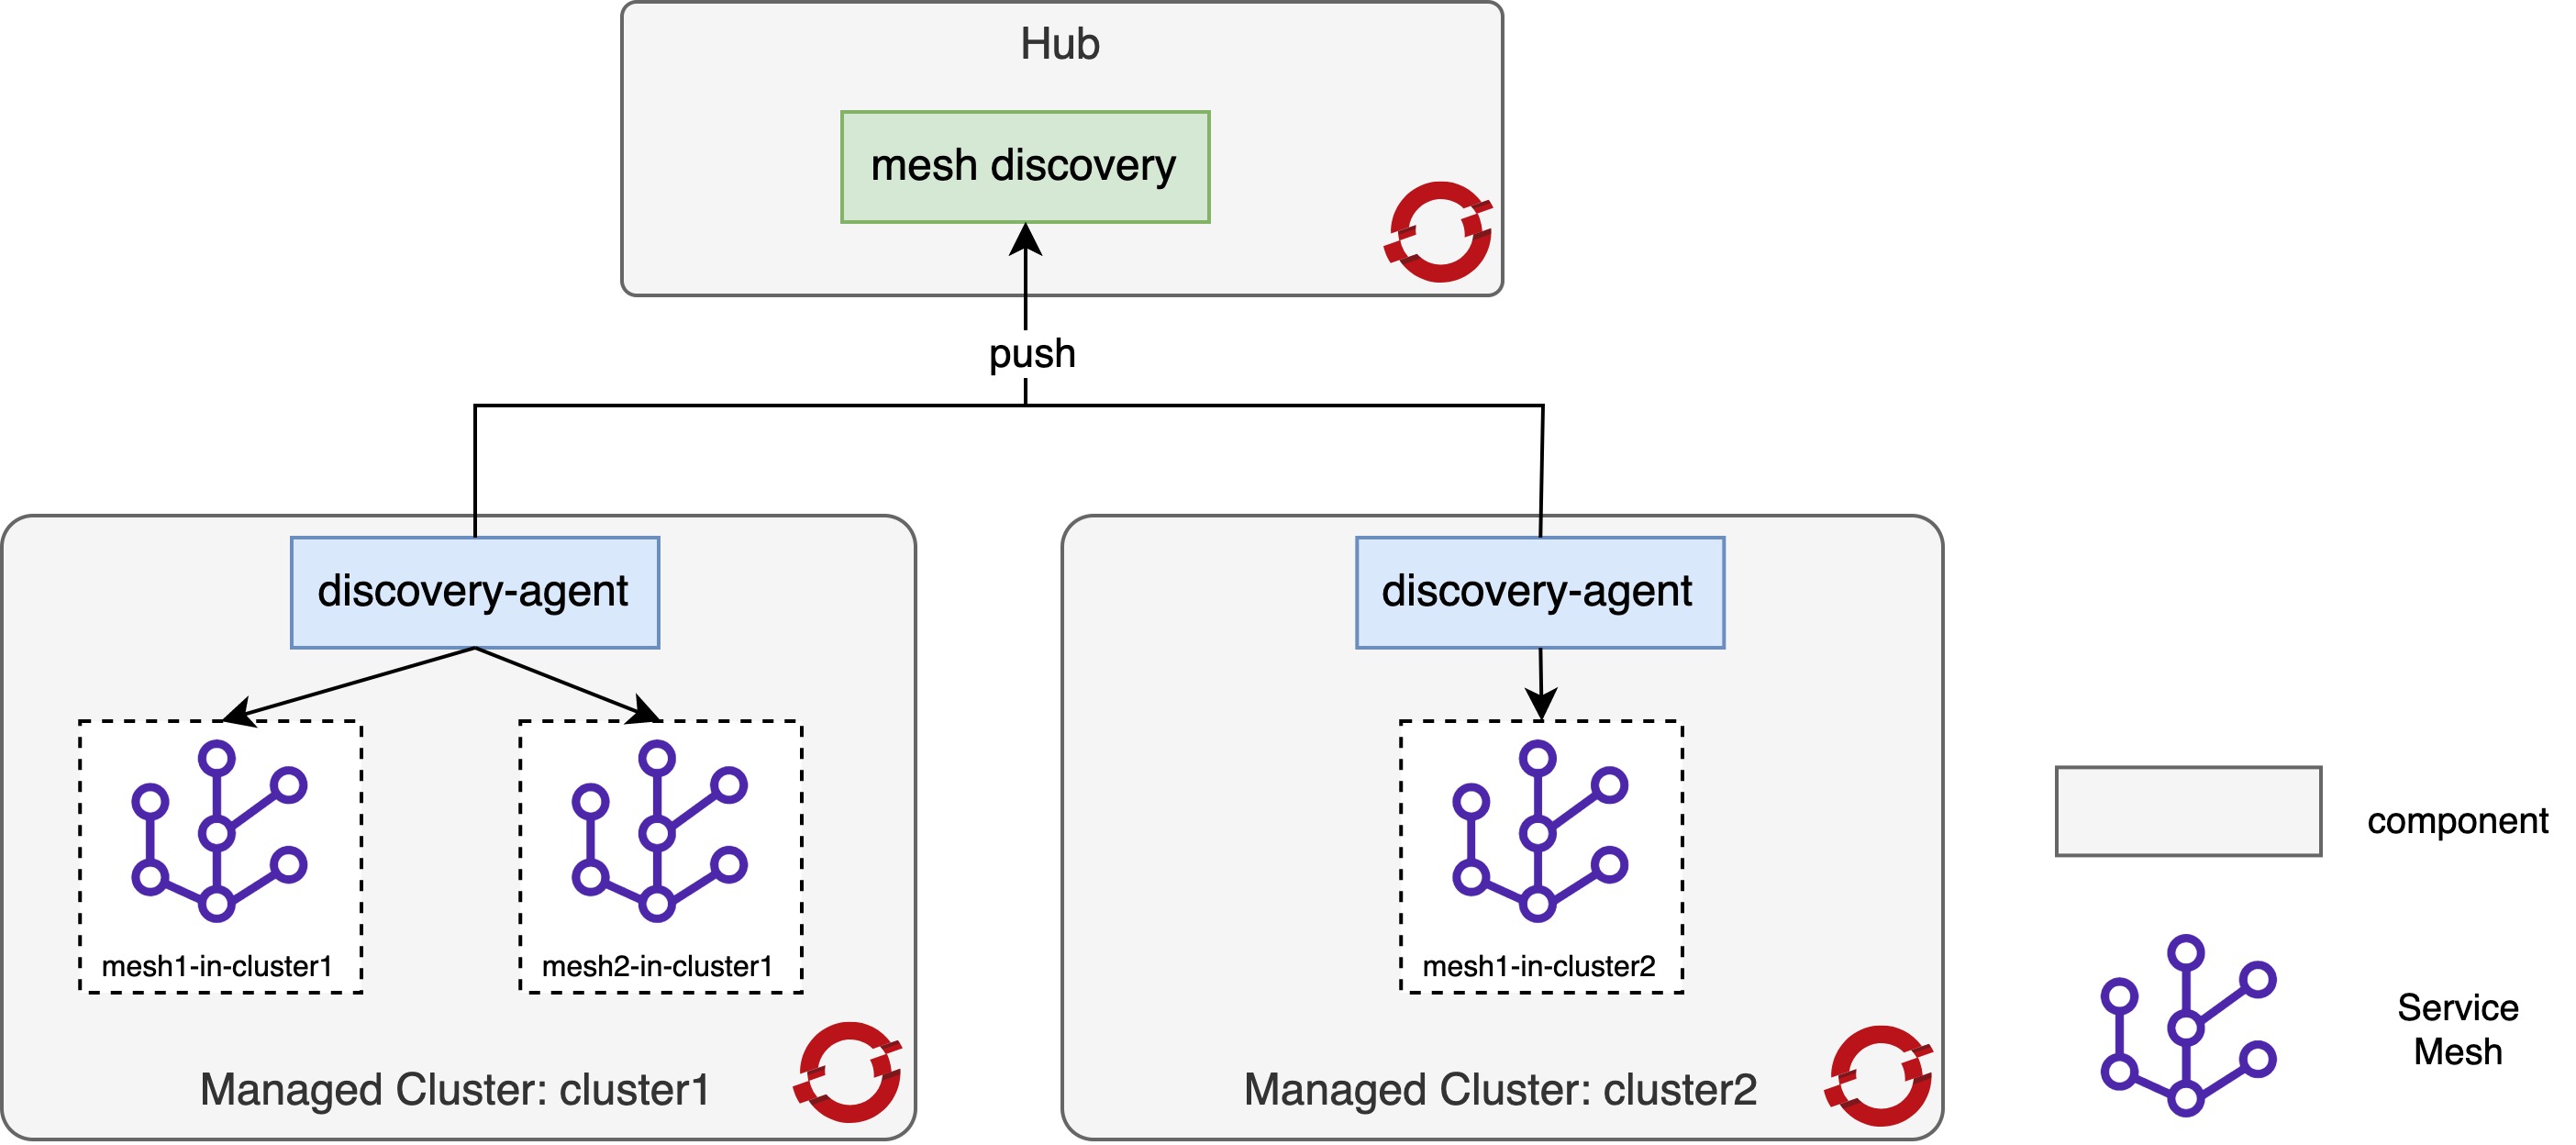 Hub
mesh discovery
push
discovery-agent
discovery-agent
mesh1-in-cluster1
mesh2-in-cluster1
mesh1-in-cluster2
Managed Cluster: cluster1
Managed Cluster: cluster2
component
Service
Mesh